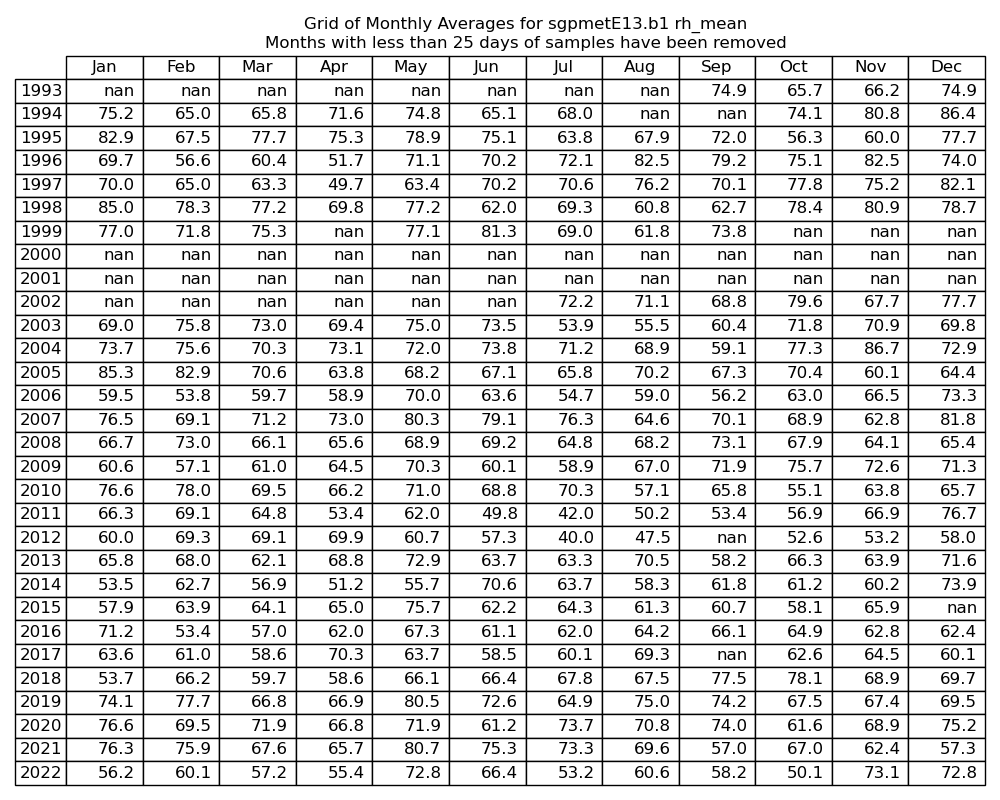 Grid of Monthly Averages for sgpmetE13.b1 rh_mean
Months with less than 25 days of samples have been removed
Jan Feb Mar Apr May Jun Jul Aug Sep Oct Nov Dec
1993 nan nan nan nan nan nan nan nan 74.9 65.7 66.2 74.9
1994 75.2 65.0 65.8 71.6 74.8 65.1 68.0 nan nan 74.1 80.8 86.4
1995 82.9 67.5 77.7 75.3 78.9 75.1 63.8 67.9 72.0 56.3 60.0 77.7
1996 69.7 56.6 60.4 51.7 71.1 70.2 72.1 82.5 79.2 75.1 82.5 74.0
1997 70.0 65.0 63.3 49.7 63.4 70.2 70.6 76.2 70.1 77.8 75.2 82.1
1998 85.0 78.3 77.2 69.8 77.2 62.0 69.3 60.8 62.7 78.4 80.9 78.7
1999 77.0 71.8 75.3 nan 77.1 81.3 69.0 61.8 73.8 nan nan nan
2000 nan nan nan nan nan nan nan nan nan nan nan nan
2001 nan nan nan nan nan nan nan nan nan nan nan nan
2002 nan nan nan nan nan nan 72.2 71.1 68.8 79.6 67.7 77.7
2003 69.0 75.8 73.0 69.4 75.0 73.5 53.9 55.5 60.4 71.8 70.9 69.8
2004 73.7 75.6 70.3 73.1 72.0 73.8 71.2 68.9 59.1 77.3 86.7 72.9
2005 85.3 82.9 70.6 63.8 68.2 67.1 65.8 70.2 67.3 70.4 60.1 64.4
2006 59.5 53.8 59.7 58.9 70.0 63.6 54.7 59.0 56.2 63.0 66.5 73.3
2007 76.5 69.1 71.2 73.0 80.3 79.1 76.3 64.6 70.1 68.9 62.8 81.8
2008 66.7 73.0 66.1 65.6 68.9 69.2 64.8 68.2 73.1 67.9 64.1 65.4
2009 60.6 57.1 61.0 64.5 70.3 60.1 58.9 67.0 71.9 75.7 72.6 71.3
2010 76.6 78.0 69.5 66.2 71.0 68.8 70.3 57.1 65.8 55.1 63.8 65.7
2011 66.3 69.1 64.8 53.4 62.0 49.8 42.0 50.2 53.4 56.9 66.9 76.7
2012 60.0 69.3 69.1 69.9 60.7 57.3 40.0 47.5 nan 52.6 53.2 58.0
2013 65.8 68.0 62.1 68.8 72.9 63.7 63.3 70.5 58.2 66.3 63.9 71.6
2014 53.5 62.7 56.9 51.2 55.7 70.6 63.7 58.3 61.8 61.2 60.2 73.9
2015 57.9 63.9 64.1 65.0 75.7 62.2 64.3 61.3 60.7 58.1 65.9 nan
2016 71.2 53.4 57.0 62.0 67.3 61.1 62.0 64.2 66.1 64.9 62.8 62.4
2017 63.6 61.0 58.6 70.3 63.7 58.5 60.1 69.3 nan 62.6 64.5 60.1
2018 53.7 66.2 59.7 58.6 66.1 66.4 67.8 67.5 77.5 78.1 68.9 69.7
2019 74.1 77.7 66.8 66.9 80.5 72.6 64.9 75.0 74.2 67.5 67.4 69.5
2020 76.6 69.5 71.9 66.8 71.9 61.2 73.7 70.8 74.0 61.6 68.9 75.2
2021 76.3 75.9 67.6 65.7 80.7 75.3 73.3 69.6 57.0 67.0 62.4 57.3
2022 56.2 60.1 57.2 55.4 72.8 66.4 53.2 60.6 58.2 50.1 73.1 72.8